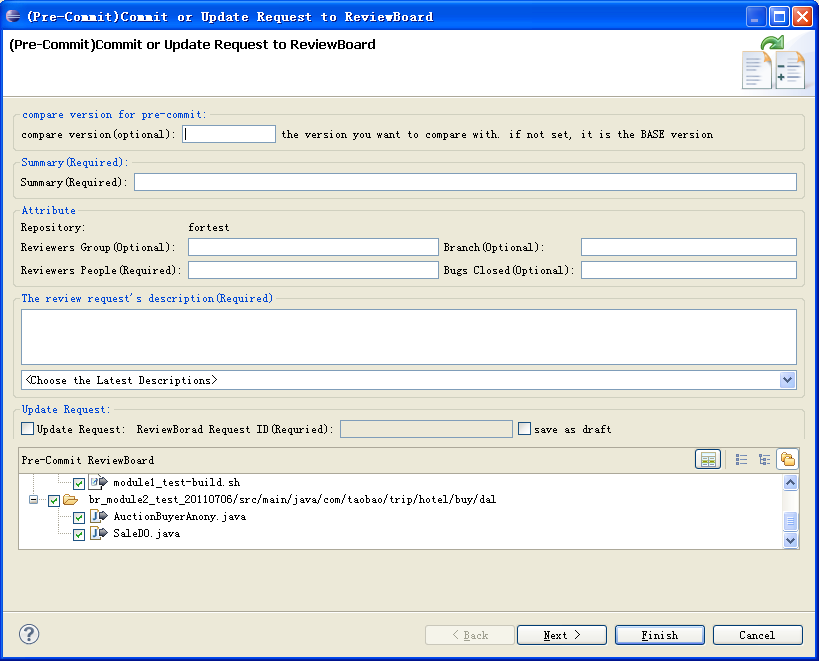 (Pre-Commit)Commit or Update Request to ReviewBoard
(Pre-Commit)Commit or Update Request to ReviewBoard
compare version for pre-commit:
compare version(optional): the version you want to compare with. if not set, it is the BASE version
Summary(Required):
Summary(Required):
Attribute
Repository: fortest
Reviewers Group(Optional): Branch(Optional):
Reviewers People(Required): Bugs Closed(Optional):
The review request's description(Required)
<Choose the Latest Descriptions>
Update Request:
Update Request: ReviewBorad Request ID(Requried): save as draft
Pre-Commit ReviewBoard
module1_test-build.sh
br_module2_test_20110706/src/main/java/com/taobao/trip/hotel/buy/dal
AuctionBuyerAnony.java
SaleDO.java
< Back Next > Finish Cancel